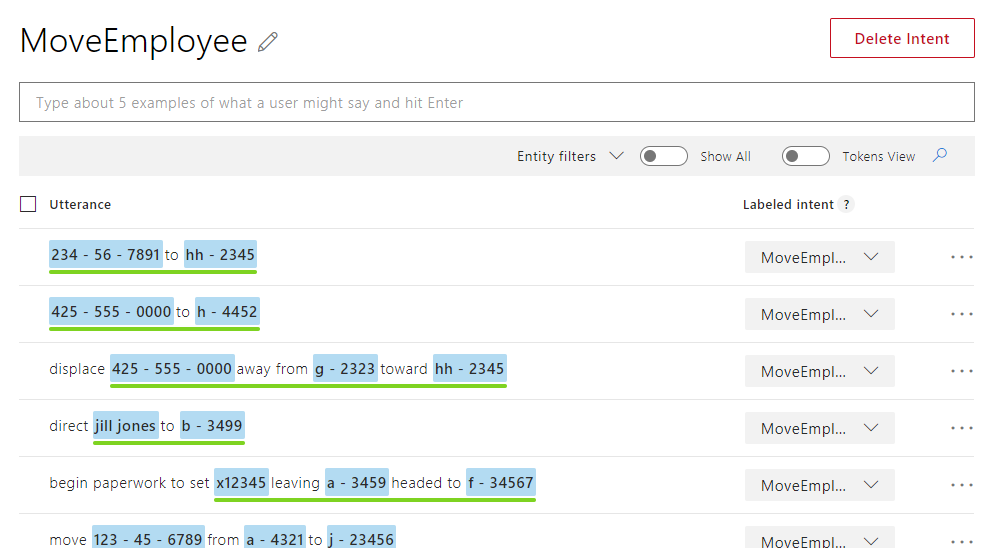 MoveEmployee
Delete Intent
Type about 5 examples of what a user might say and hit Enter
Entity filters Show All Tokens View
Utterance Labeled intent ?
234 - 56 - 7891 to hh - 2345 MoveEmpl... ...
425 - 555 - 0000 to h - 4452 MoveEmpl... ...
displace 425 - 555 - 0000 away from g - 2323 toward hh - 2345 MoveEmpl... ...
direct jill jones to b - 3499 MoveEmpl... ...
begin paperwork to set x12345 leaving a - 3459 headed to f - 34567 MoveEmpl... ...
move 123 - 45 - 6789 from a - 4321 to j - 23456 MoveEmpl... ...